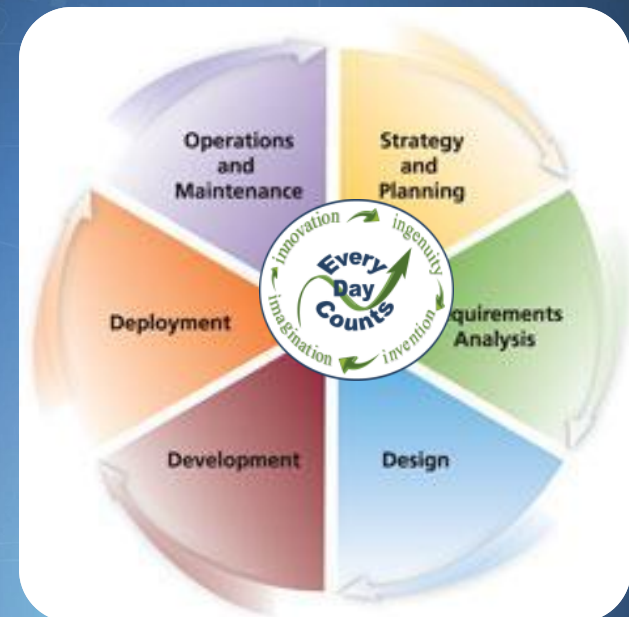 Operations
and
Maintenance
Strategy
and
Planning
innovation
ingenuity
Every
Day
Counts
imagination
invention
Deployment
quirements
Analysis
Development
Design